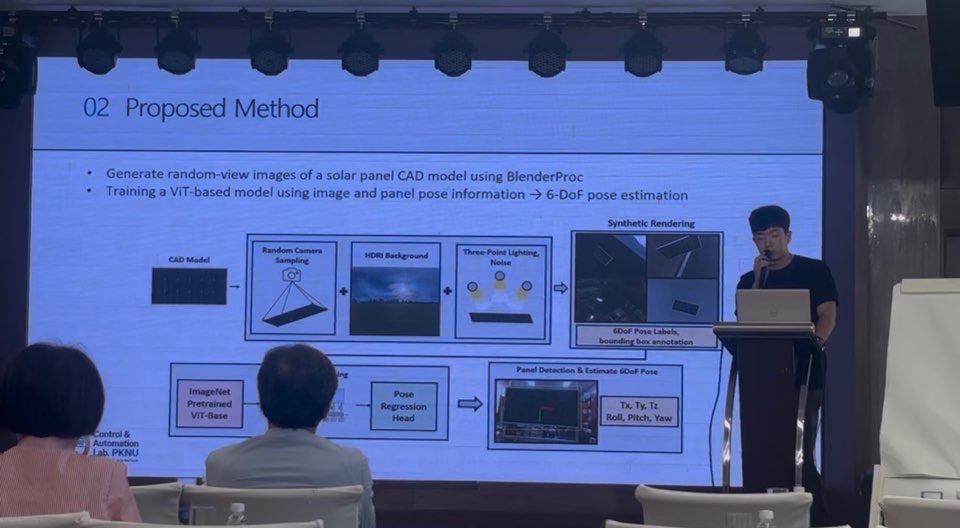 02 Proposed Method
• Generate random-view images of a solar panel CAD model using BlenderProc
• Training a ViT-based model using image and panel pose information → 6-DoF pose estimation
Synthetic Rendering
CAD Model
Random Camera
Sampling
+
HDRI Background
+
Three-Point Lighting,
Noise
6DoF Pose Labels,
bounding box annotation
ImageNet
Pretrained
ViT-Base
Pose
Regression
Head
Panel Detection & Estimate 6DoF Pose
Tx, Ty, Tz
Roll, Pitch, Yaw
Control &
Automation
Lab. PKNU